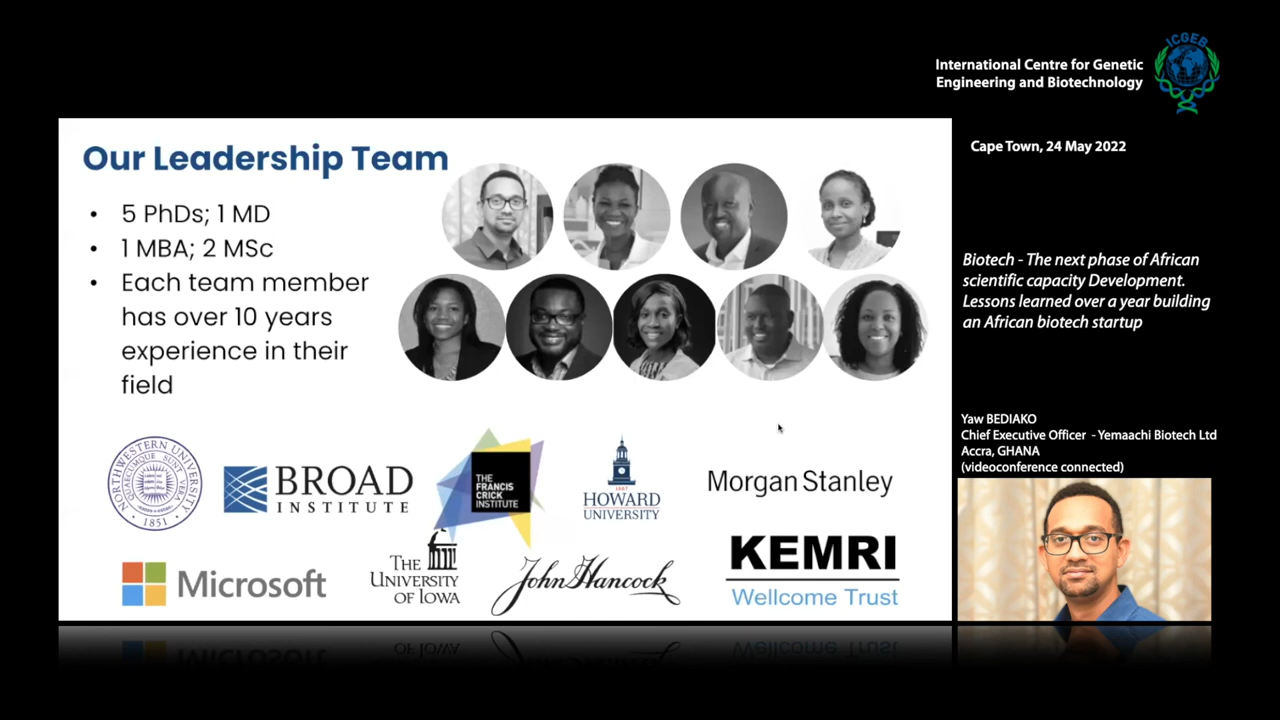 ICGEB
International Centre for Genetic
Engineering and Biotechnology
Cape Town, 24 May 2022
Our Leadership Team
• 5 PhDs; 1 MD
• 1 MBA; 2 MSc
• Each team member
has over 10 years
experience in their
field
Biotech - The next phase of African
scientific capacity Development.
Lessons learned over a year building
an African biotech startup
Yaw BEDIAKO
Chief Executive Officer - Yemaachi Biotech Ltd
Accra, GHANA
(videoconference connected)
NORTHWESTERN UNIVERSITY
1851
BROAD
INSTITUTE
THE
FRANCIS
CRICK
INSTITUTE
1867
HOWARD
UNIVERSITY
Morgan Stanley
Microsoft
THE
UNIVERSITY
OF IOWA
John Hancock
KEMRI
Wellcome Trust